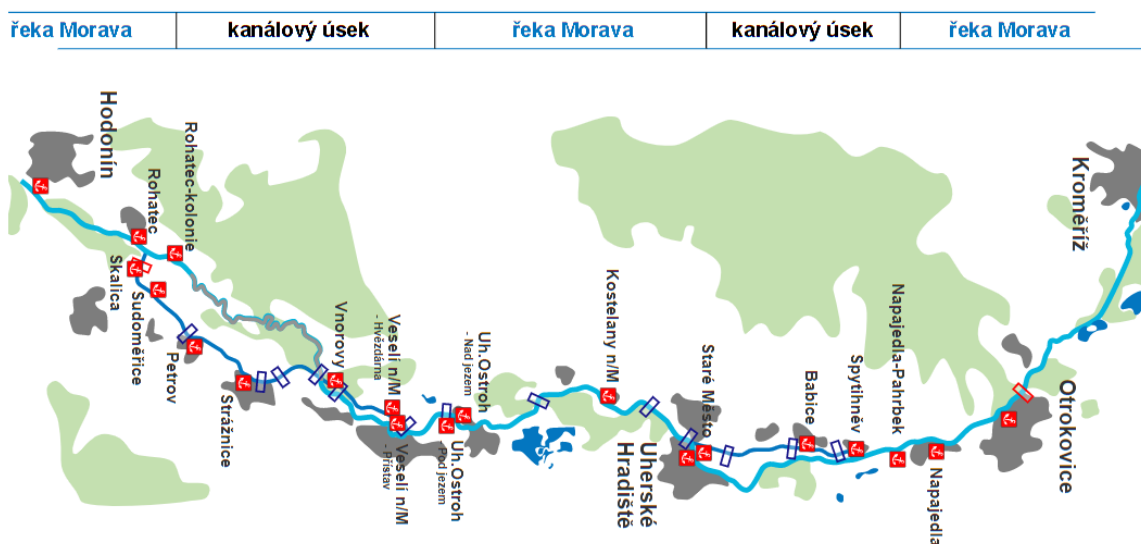 řeka Morava
kanálový úsek
řeka Morava
kanálový úsek
řeka Morava
Hodonín
Rohatec
Rohatec-kolonie
Skalica
Sudoměřice
Petrov
Strážnice
Vnorovy
Veselí n/M
- Hvězdárna
Veselí n/M
- Přístav
Uh.Ostroh
- Nad jezem
Uh.Ostroh
- Pod jezem
Kostelany n/M
Uherské
Hradiště
Staré Město
Babice
Spytihněv
Napajedla-Pahrbek
Napajedla
Otrokovice
Kroměříž